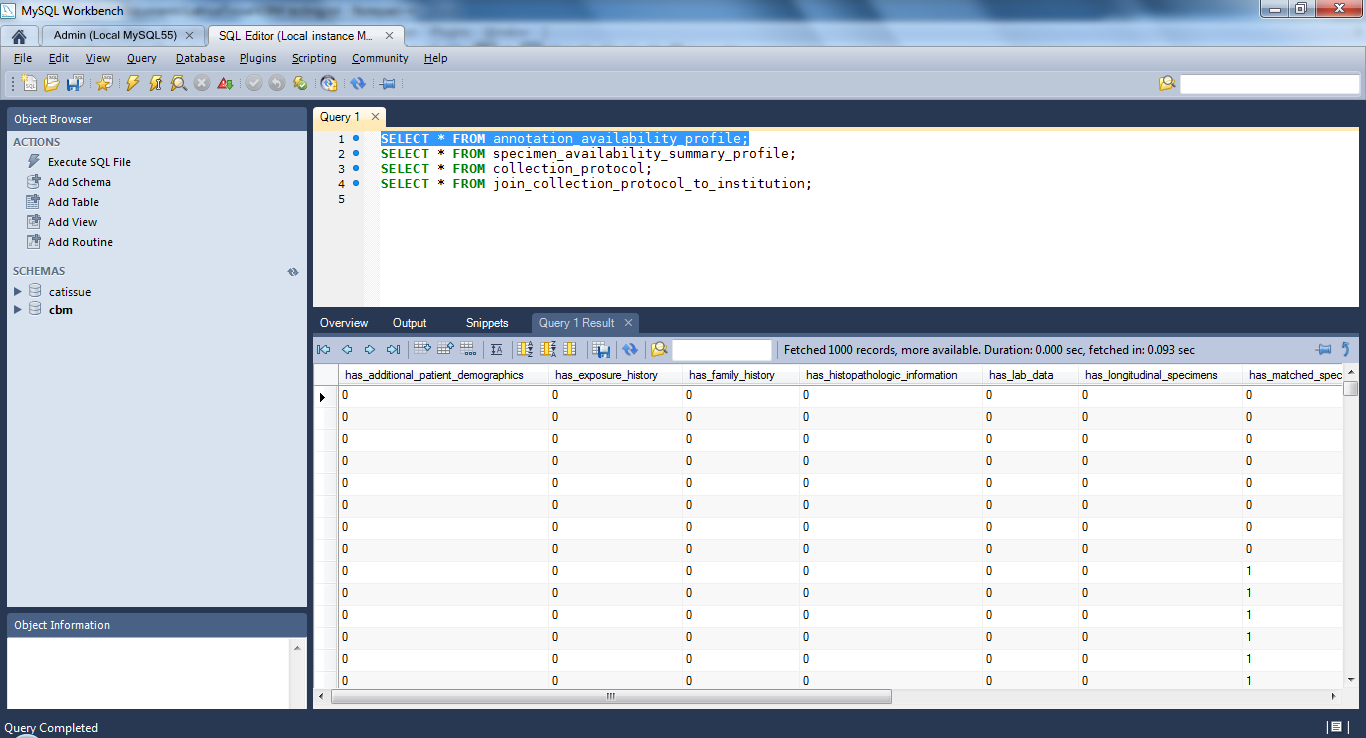 MySQL Workbench
Admin (Local MySQL55)
SQL Editor (Local instance M...
File Edit View Query Database Plugins Scripting Community Help
Object Browser
ACTIONS
Execute SQL File
Add Schema
Add Table
Add View
Add Routine
SCHEMAS
catissue
cbm
Object Information
Query 1
1 SELECT * FROM annotation_availability_profile;
2 SELECT * FROM specimen_availability_summary_profile;
3 SELECT * FROM collection_protocol;
4 SELECT * FROM join_collection_protocol_to_institution;
5
Overview Output Snippets Query 1 Result
Fetched 1000 records, more available. Duration: 0.000 sec, fetched in: 0.093 sec
has_additional_patient_demographics has_exposure_history has_family_history has_histopathologic_information has_lab_data has_longitudinal_specimens has_matched_spec
0 0 0 0 0 0 0
0 0 0 0 0 0 0
0 0 0 0 0 0 0
0 0 0 0 0 0 0
0 0 0 0 0 0 0
0 0 0 0 0 0 0
0 0 0 0 0 0 0
0 0 0 0 0 0 0
0 0 0 0 0 0 1
0 0 0 0 0 0 1
0 0 0 0 0 0 1
0 0 0 0 0 0 1
0 0 0 0 0 0 1
0 0 0 0 0 0 1
Query Completed